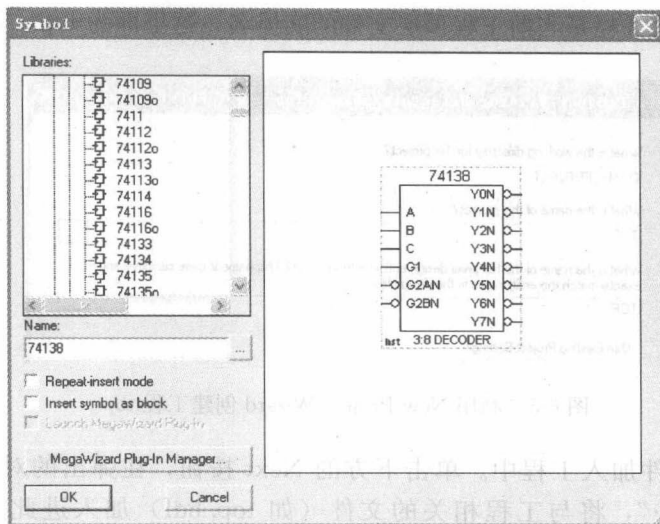 Symbol
Libraries:
74109
74109o
7411
74112
74112o
74113
74113o
74114
74116
74116o
74133
74134
74135
74135o
Name:
74138
...
Repeat-insert mode
Insert symbol as block
Launch MegaWizard Plug-In
MegaWizard Plug-In Manager...
OK
Cancel
74138
A
B
C
G1
G2AN
G2BN
Y0N
Y1N
Y2N
Y3N
Y4N
Y5N
Y6N
Y7N
inst
3:8 DECODER